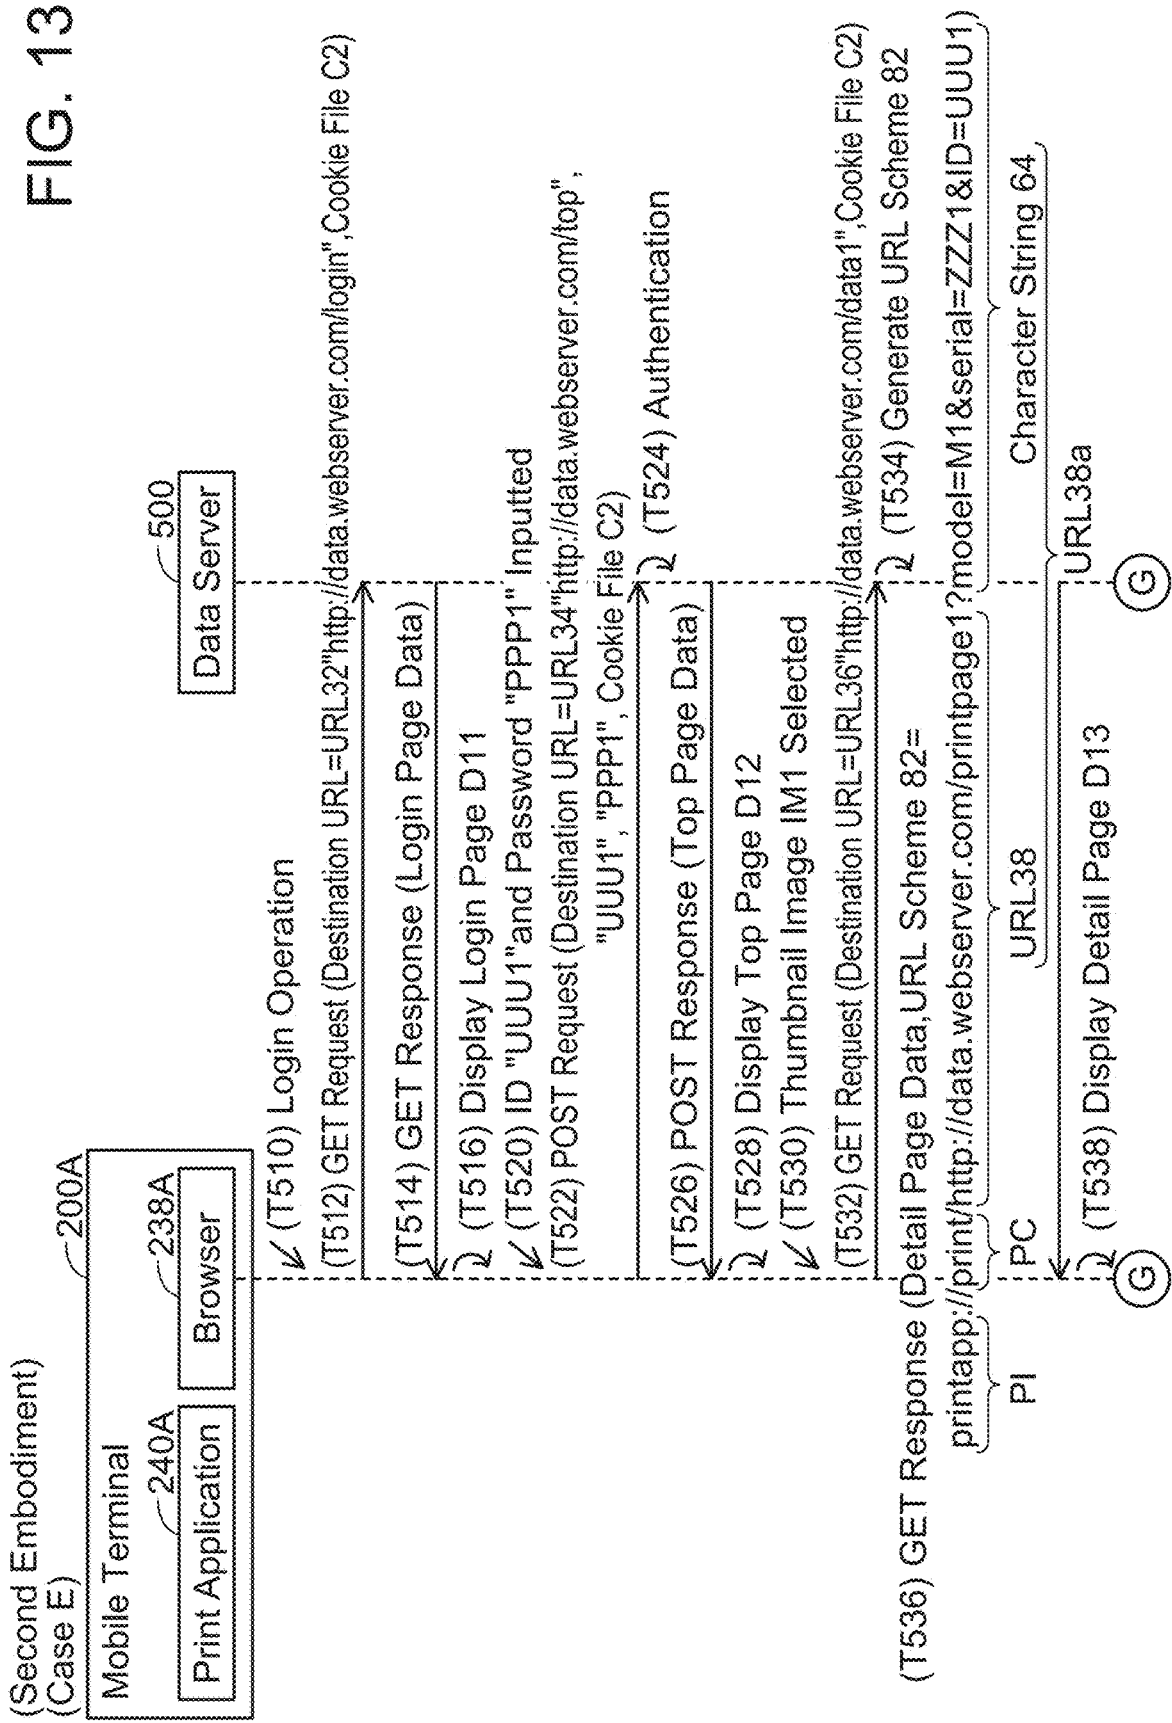 FIG. 13
(Second Embodiment)
(Case E)
200A
Mobile Terminal
240A
Print Application
238A
Browser
500
Data Server
(T510) Login Operation
(T512) GET Request (Destination URL=URL32"http://data.webserver.com/login",Cookie File C2)
(T514) GET Response (Login Page Data)
(T516) Display Login Page D11
(T520) ID "UUU1"and Password "PPP1" Inputted
(T522) POST Request (Destination URL=URL34"http://data.webserver.com/top",
"UUU1", "PPP1", Cookie File C2)
(T524) Authentication
(T526) POST Response (Top Page Data)
(T528) Display Top Page D12
(T530) Thumbnail Image IM1 Selected
(T532) GET Request (Destination URL=URL36"http://data.webserver.com/data1",Cookie File C2)
(T534) Generate URL Scheme 82
(T536) GET Response (Detail Page Data,URL Scheme 82=
printapp://print/http://data.webserver.com/printpage1?model=M1&serial=ZZZ1&ID=UUU1)
PI
PC
URL38
Character String 64
URL38a
(T538) Display Detail Page D13
G
G